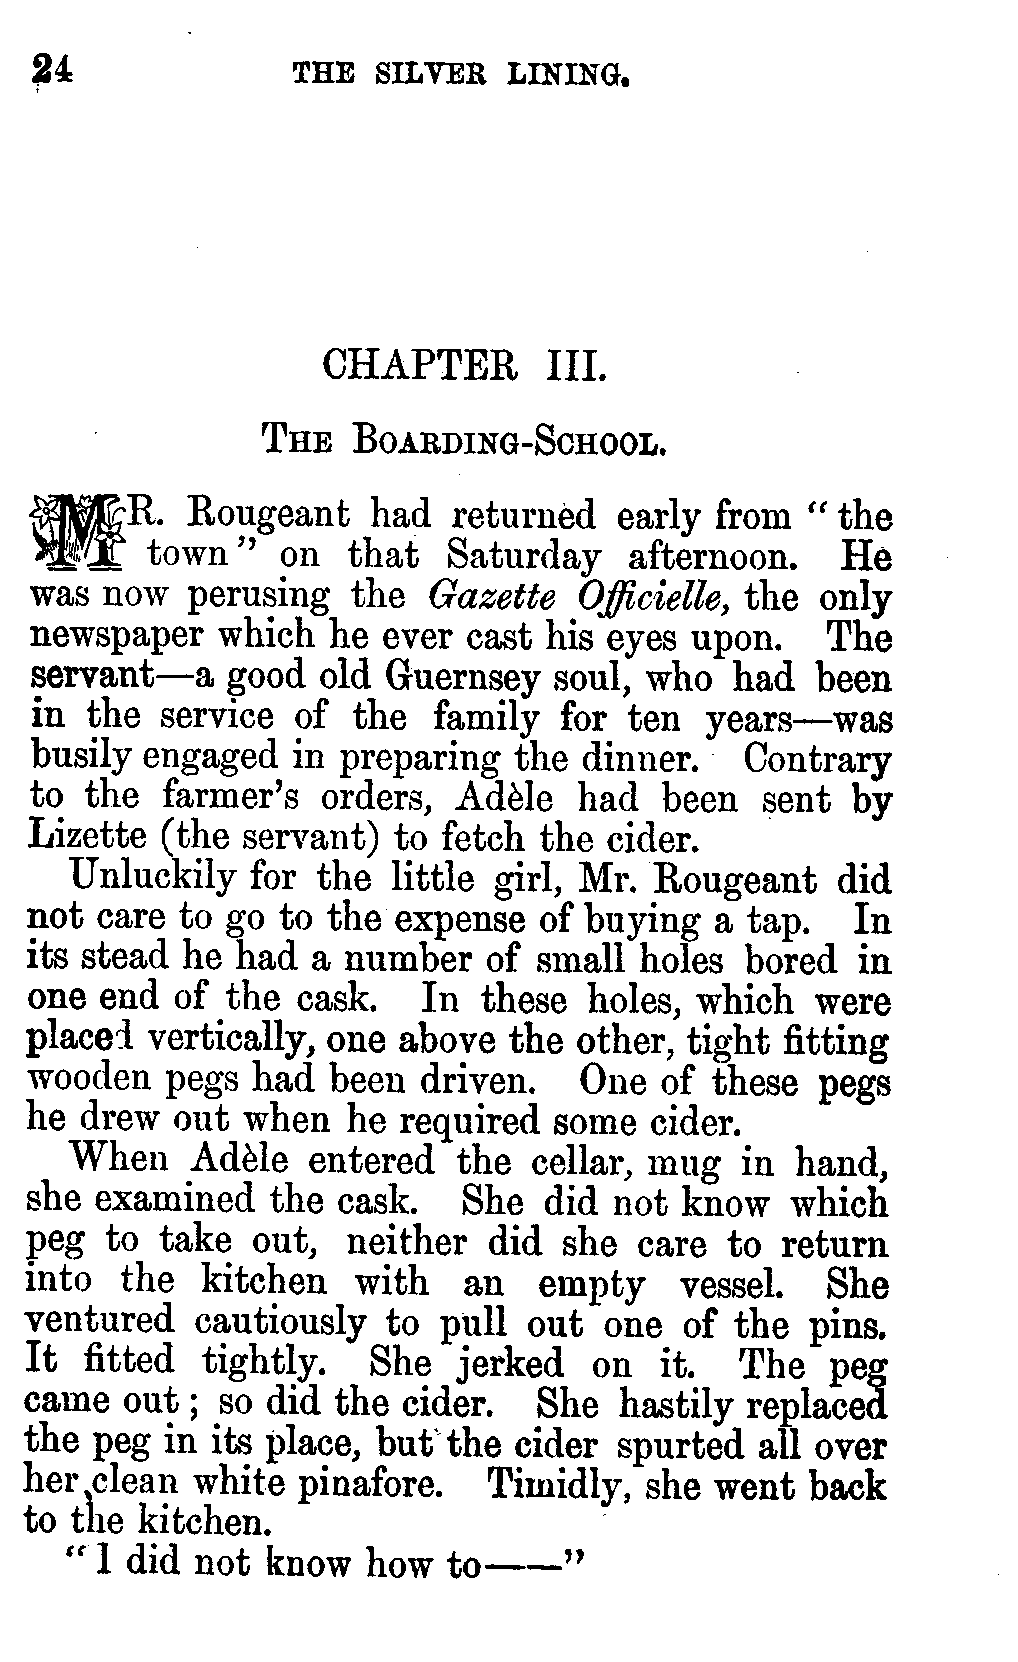 24 THE SILVER LINING.
CHAPTER III.
THE BOARDING-SCHOOL.
MR. Rougeant had returned early from "the
town" on that Saturday afternoon. He
was now perusing the Gazette Officielle, the only
newspaper which he ever cast his eyes upon. The
servant—a good old Guernsey soul, who had been
in the service of the family for ten years—was
busily engaged in preparing the dinner. Contrary
to the farmer's orders, Adèle had been sent by
Lizette (the servant) to fetch the cider.
Unluckily for the little girl, Mr. Rougeant did
not care to go to the expense of buying a tap. In
its stead he had a number of small holes bored in
one end of the cask. In these holes, which were
placed vertically, one above the other, tight fitting
wooden pegs had been driven. One of these pegs
he drew out when he required some cider.
When Adèle entered the cellar, mug in hand,
she examined the cask. She did not know which
peg to take out, neither did she care to return
into the kitchen with an empty vessel. She
ventured cautiously to pull out one of the pins.
It fitted tightly. She jerked on it. The peg
came out; so did the cider. She hastily replaced
the peg in its place, but the cider spurted all over
her clean white pinafore. Timidly, she went back
to the kitchen.
"I did not know how to——"